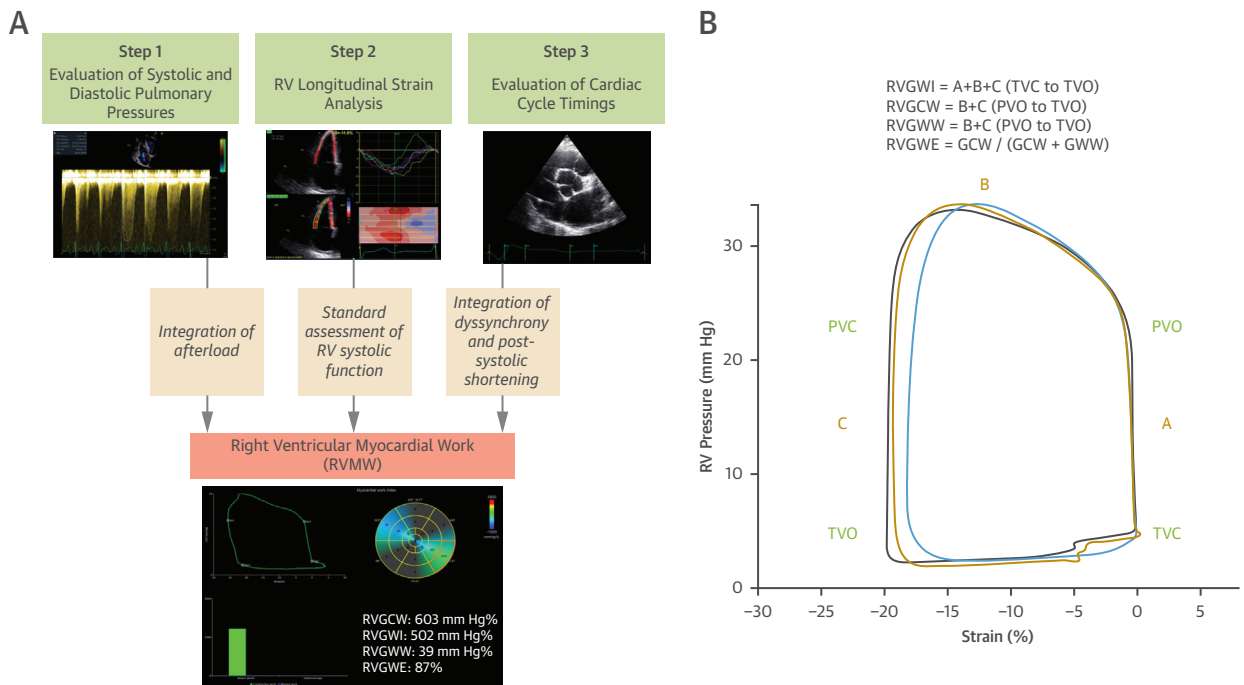 A
Step 1
Evaluation of Systolic and
Diastolic Pulmonary
Pressures
Step 2
RV Longitudinal Strain
Analysis
Step 3
Evaluation of Cardiac
Cycle Timings
Integration of
afterload
Standard
assessment of
RV systolic
function
Integration of
dyssynchrony
and post-
systolic
shortening
Right Ventricular Myocardial Work
(RVMW)
Myocardial work index
RVGCW: 603 mm Hg%
RVGWI: 502 mm Hg%
RVGWW: 39 mm Hg%
RVGWE: 87%
B
RVGWI = A+B+C (TVC to TVO)
RVGCW = B+C (PVO to TVO)
RVGWW = B+C (PVO to TVO)
RVGWE = GCW / (GCW + GWW)
B
PVC
PVO
C
A
TVO
TVC
RV Pressure (mm Hg)
30
20
10
0
−30
−25
−20
−15
−10
−5
0
5
Strain (%)